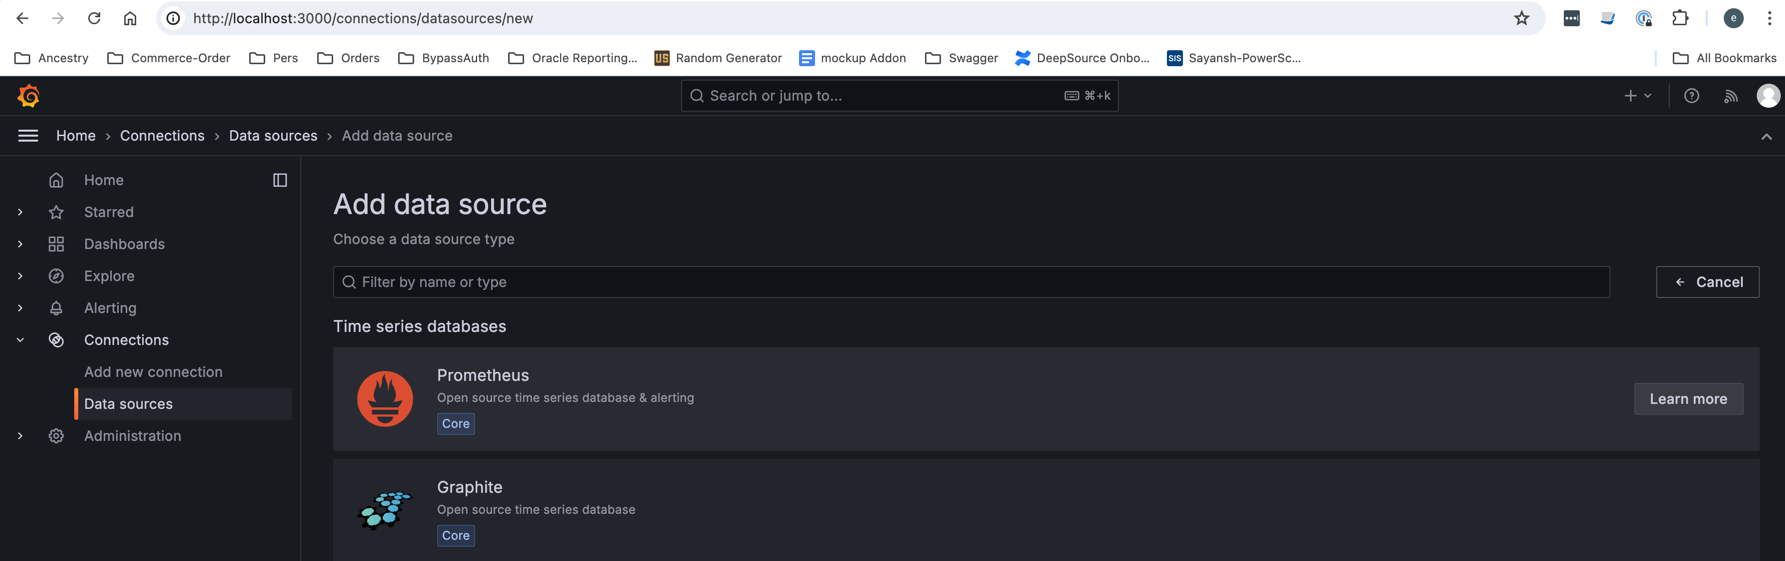 http://localhost:3000/connections/datasources/new
e
Ancestry Commerce-Order Pers Orders BypassAuth Oracle Reporting... US Random Generator mockup Addon Swagger DeepSource Onbo... SIS Sayansh-PowerSc... All Bookmarks
Search or jump to... ⌘+k
Home › Connections › Data sources › Add data source
Home
Starred
Dashboards
Explore
Alerting
Connections
Add new connection
Data sources
Administration
Add data source
Choose a data source type
Filter by name or type
Cancel
Time series databases
Prometheus
Open source time series database & alerting
Core
Learn more
Graphite
Open source time series database
Core